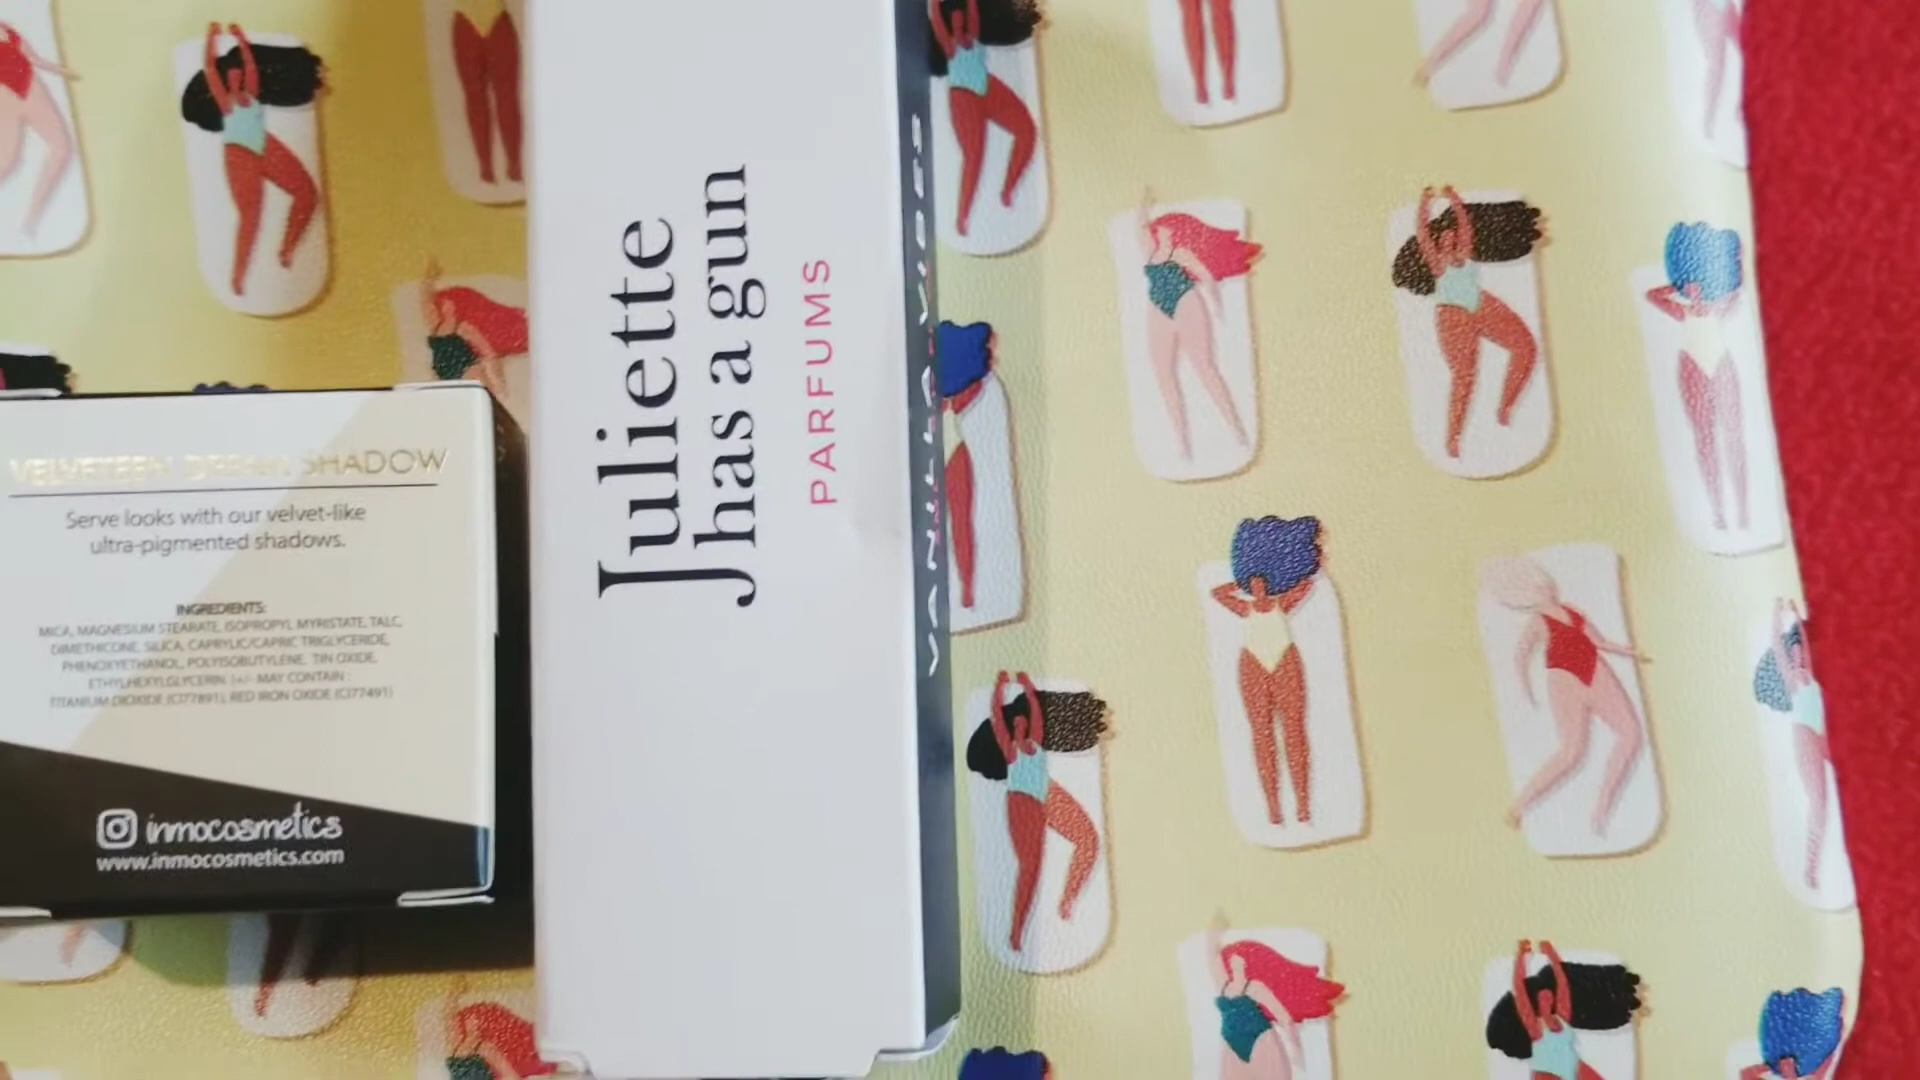 VELVETEEN DREAM SHADOW
Serve looks with our velvet-like
ultra-pigmented shadows.
INGREDIENTS:
MICA, MAGNESIUM STEARATE, ISOPROPYL MYRISTATE, TALC,
DIMETHICONE, SILICA, CAPRYLIC/CAPRIC TRIGLYCERIDE,
PHENOXYETHANOL, POLYISOBUTYLENE, TIN OXIDE,
ETHYLHEXYLGLYCERIN. (+/- MAY CONTAIN :
TITANIUM DIOXIDE (CI77891), RED IRON OXIDE (CI77491)
inmocosmetics
www.inmocosmetics.com
Juliette
has a gun
PARFUMS
VANILLA VIBES